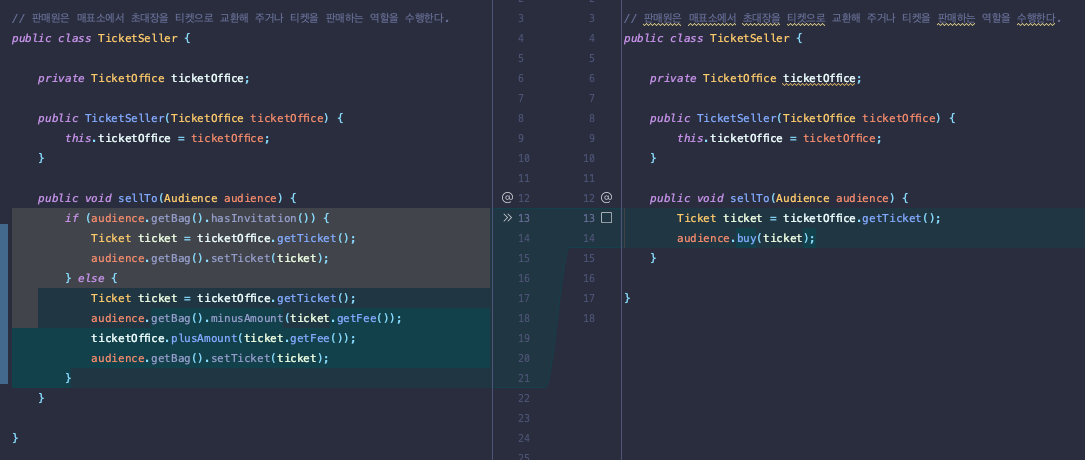 // 판매원은 매표소에서 초대장을 티켓으로 교환해 주거나 티켓을 판매하는 역할을 수행한다.
public class TicketSeller {
private TicketOffice ticketOffice;
public TicketSeller(TicketOffice ticketOffice) {
this.ticketOffice = ticketOffice;
}
public void sellTo(Audience audience) {
if (audience.getBag().hasInvitation()) {
Ticket ticket = ticketOffice.getTicket();
audience.getBag().setTicket(ticket);
} else {
Ticket ticket = ticketOffice.getTicket();
audience.getBag().minusAmount(ticket.getFee());
ticketOffice.plusAmount(ticket.getFee());
audience.getBag().setTicket(ticket);
}
}
}
3
4
5
6
7
8
9
10
11
@ 12
» 13
14
15
16
17
18
19
20
21
22
23
24
3
4
5
6
7
8
9
10
11
12 @
13
14
15
16
17
18
// 판매원은 매표소에서 초대장을 티켓으로 교환해 주거나 티켓을 판매하는 역할을 수행한다.
public class TicketSeller {
private TicketOffice ticketOffice;
public TicketSeller(TicketOffice ticketOffice) {
this.ticketOffice = ticketOffice;
}
public void sellTo(Audience audience) {
Ticket ticket = ticketOffice.getTicket();
audience.buy(ticket);
}
}